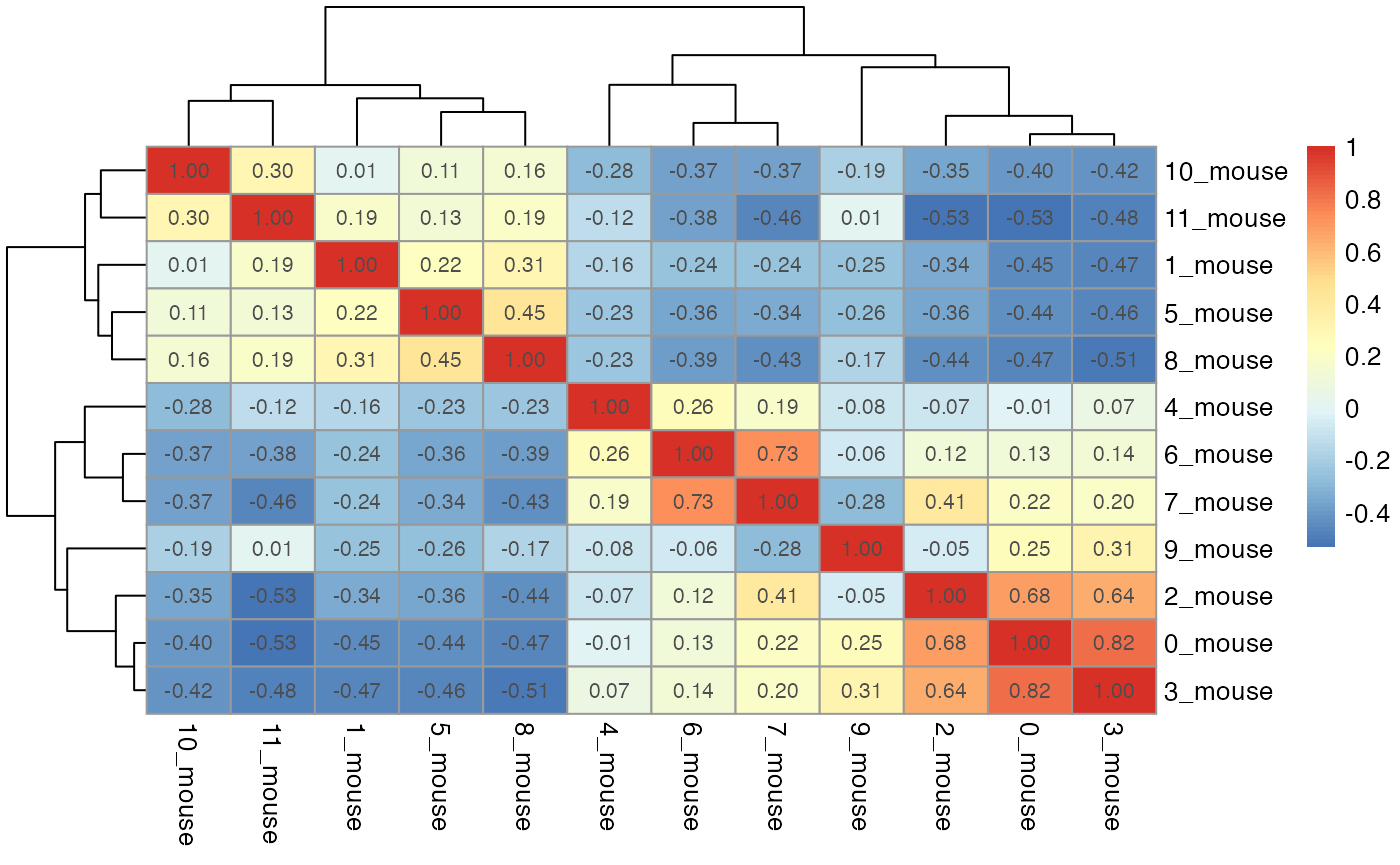 1.00 0.30 0.01 0.11 0.16 -0.28 -0.37 -0.37 -0.19 -0.35 -0.40 -0.42 10_mouse
0.30 1.00 0.19 0.13 0.19 -0.12 -0.38 -0.46 0.01 -0.53 -0.53 -0.48 11_mouse
0.01 0.19 1.00 0.22 0.31 -0.16 -0.24 -0.24 -0.25 -0.34 -0.45 -0.47 1_mouse
0.11 0.13 0.22 1.00 0.45 -0.23 -0.36 -0.34 -0.26 -0.36 -0.44 -0.46 5_mouse
0.16 0.19 0.31 0.45 1.00 -0.23 -0.39 -0.43 -0.17 -0.44 -0.47 -0.51 8_mouse
-0.28 -0.12 -0.16 -0.23 -0.23 1.00 0.26 0.19 -0.08 -0.07 -0.01 0.07 4_mouse
-0.37 -0.38 -0.24 -0.36 -0.39 0.26 1.00 0.73 -0.06 0.12 0.13 0.14 6_mouse
-0.37 -0.46 -0.24 -0.34 -0.43 0.19 0.73 1.00 -0.28 0.41 0.22 0.20 7_mouse
-0.19 0.01 -0.25 -0.26 -0.17 -0.08 -0.06 -0.28 1.00 -0.05 0.25 0.31 9_mouse
-0.35 -0.53 -0.34 -0.36 -0.44 -0.07 0.12 0.41 -0.05 1.00 0.68 0.64 2_mouse
-0.40 -0.53 -0.45 -0.44 -0.47 -0.01 0.13 0.22 0.25 0.68 1.00 0.82 0_mouse
-0.42 -0.48 -0.47 -0.46 -0.51 0.07 0.14 0.20 0.31 0.64 0.82 1.00 3_mouse
10_mouse 11_mouse 1_mouse 5_mouse 8_mouse 4_mouse 6_mouse 7_mouse 9_mouse 2_mouse 0_mouse 3_mouse
1
0.8
0.6
0.4
0.2
0
-0.2
-0.4